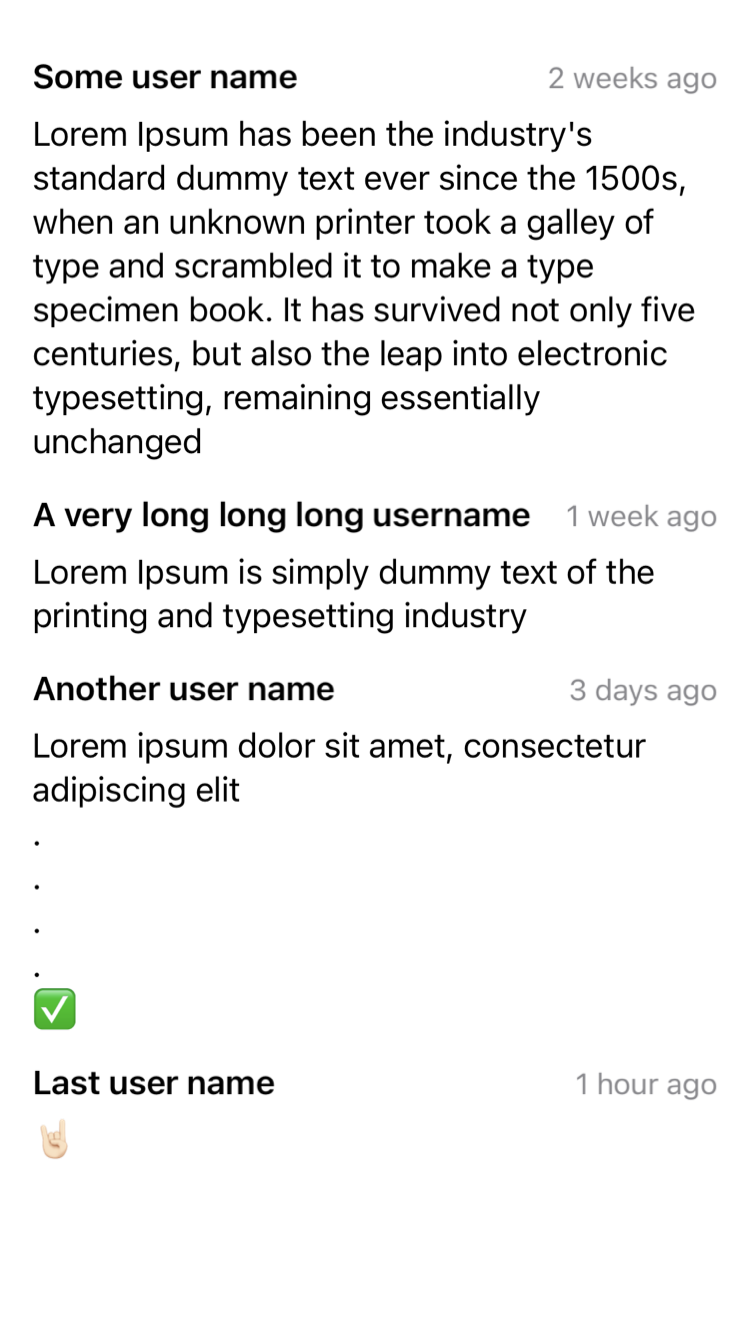 Some user name 2 weeks ago
Lorem Ipsum has been the industry's
standard dummy text ever since the 1500s,
when an unknown printer took a galley of
type and scrambled it to make a type
specimen book. It has survived not only five
centuries, but also the leap into electronic
typesetting, remaining essentially
unchanged
A very long long long username 1 week ago
Lorem Ipsum is simply dummy text of the
printing and typesetting industry
Another user name 3 days ago
Lorem ipsum dolor sit amet, consectetur
adipiscing elit
.
.
.
.
✅
Last user name 1 hour ago
🤘🏻